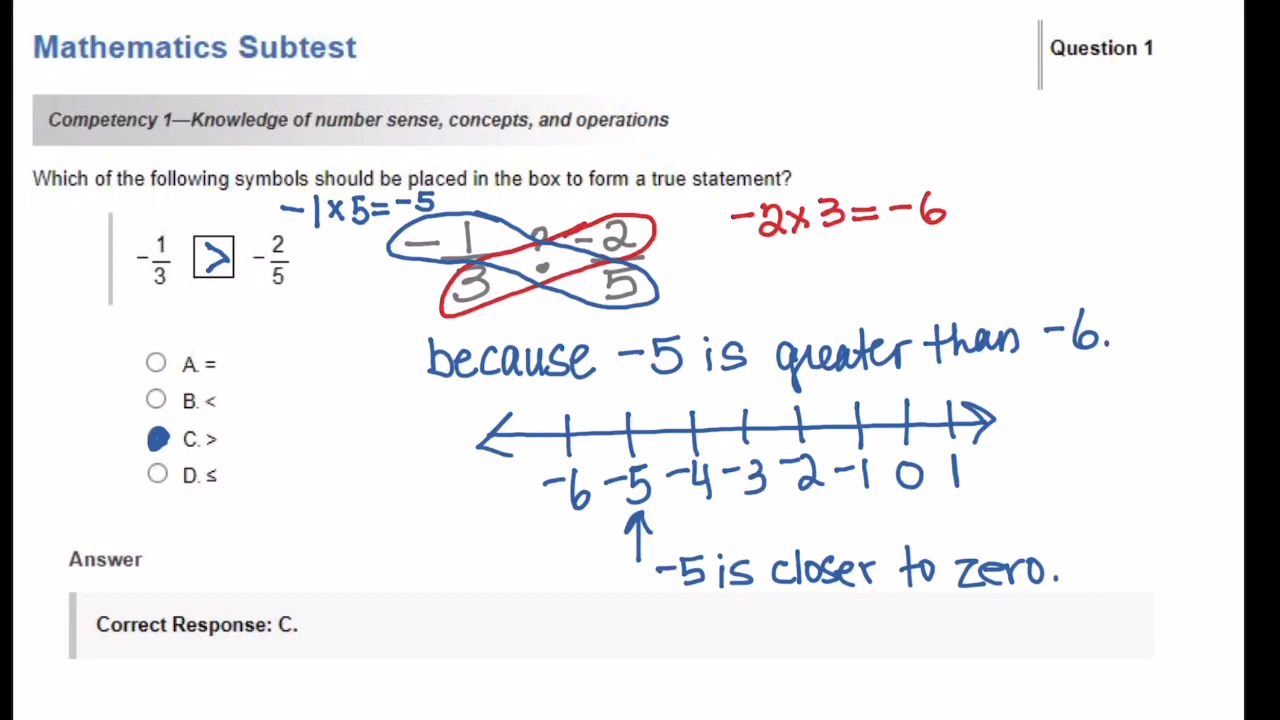 Mathematics Subtest
Question 1
Competency 1—Knowledge of number sense, concepts, and operations
Which of the following symbols should be placed in the box to form a true statement?
-1/3 > -2/5
-1×5=-5
-1/3 ? -2/5
-2×3=-6
because -5 is greater than -6.
A. =
B. <
C. >
D. ≤
-6 -5 -4 -3 -2 -1 0 1
-5 is closer to zero.
Answer
Correct Response: C.